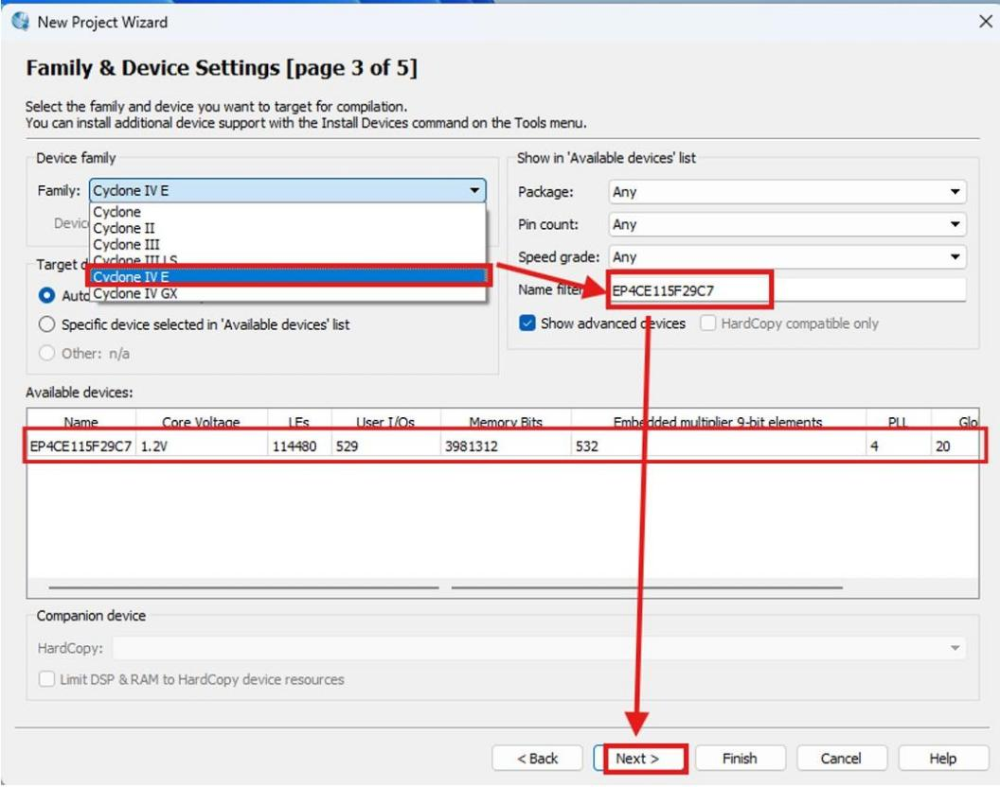 New Project Wizard
Family & Device Settings [page 3 of 5]
Select the family and device you want to target for compilation.
You can install additional device support with the Install Devices command on the Tools menu.
Device family
Family: Cyclone IV E
Cyclone
Cyclone II
Cyclone III
Cyclone III LS
Cyclone IV E
Cyclone IV GX
Target
Specific device selected in 'Available devices' list
Other: n/a
Show in 'Available devices' list
Package: Any
Pin count: Any
Speed grade: Any
Name filter EP4CE115F29C7
Show advanced devices HardCopy compatible only
Available devices:
Name Core Voltage LEs User I/Os Memory Bits Embedded multiplier 9-bit elements PLL Glo
EP4CE115F29C7 1.2V 114480 529 3981312 532 4 20
Companion device
HardCopy:
Limit DSP & RAM to HardCopy device resources
< Back Next > Finish Cancel Help